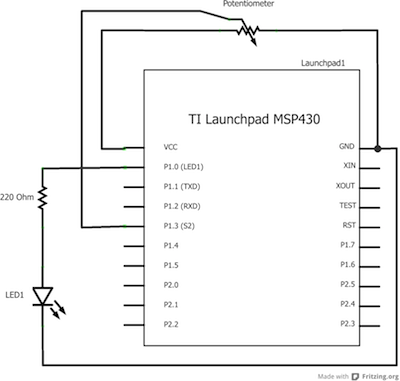 Potentiometer
Launchpad1
TI Launchpad MSP430
VCC
GND
P1.0 (LED1)
XIN
P1.1 (TXD)
XOUT
220 Ohm
P1.2 (RXD)
TEST
P1.3 (S2)
RST
P1.4
P1.7
P1.5
P1.6
P2.0
P2.5
LED1
P2.1
P2.4
P2.2
P2.3
Made with Fritzing.org